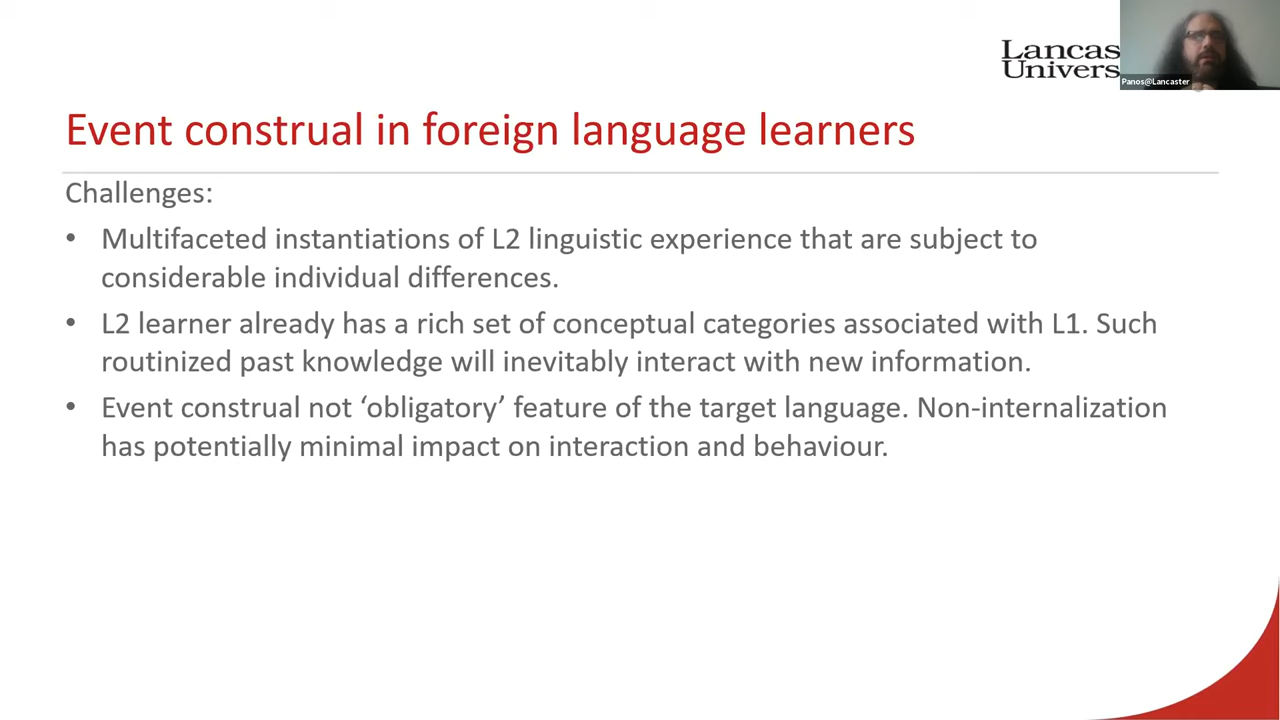 Lancas
Univers
Panos@Lancaster
Event construal in foreign language learners
Challenges:
• Multifaceted instantiations of L2 linguistic experience that are subject to
considerable individual differences.
• L2 learner already has a rich set of conceptual categories associated with L1. Such
routinized past knowledge will inevitably interact with new information.
• Event construal not ‘obligatory’ feature of the target language. Non-internalization
has potentially minimal impact on interaction and behaviour.